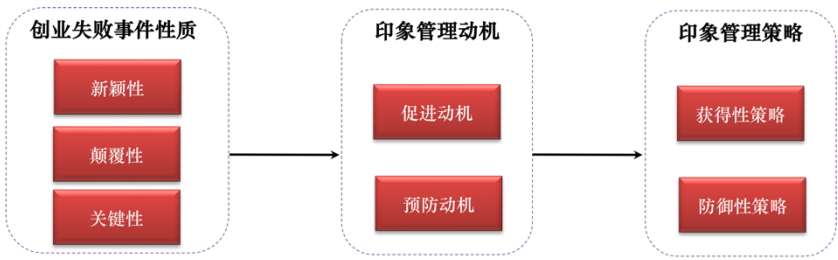 创业失败事件性质
新颖性
颠覆性
关键性
印象管理动机
促进动机
预防动机
印象管理策略
获得性策略
防御性策略